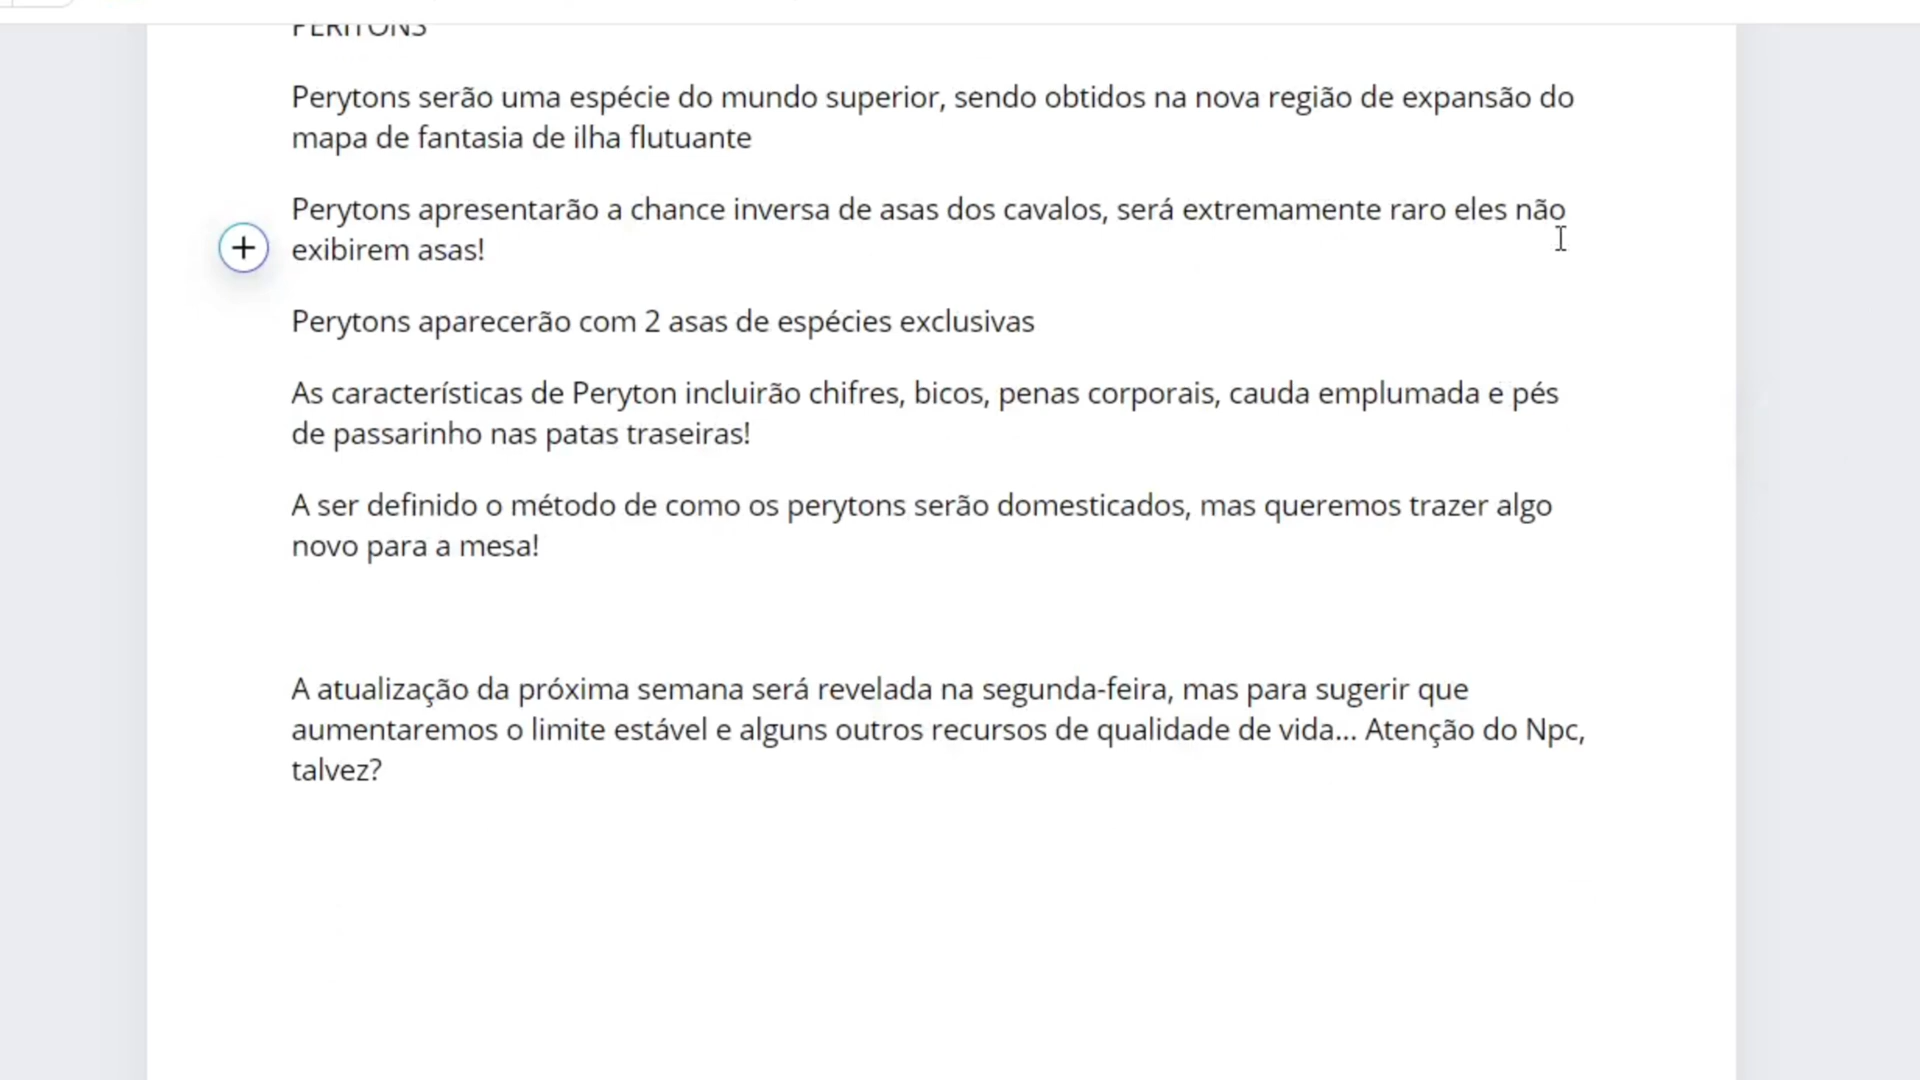 PERITONS
Perytons serão uma espécie do mundo superior, sendo obtidos na nova região de expansão do
mapa de fantasia de ilha flutuante
Perytons apresentarão a chance inversa de asas dos cavalos, será extremamente raro eles não
exibirem asas!
Perytons aparecerão com 2 asas de espécies exclusivas
As características de Peryton incluirão chifres, bicos, penas corporais, cauda emplumada e pés
de passarinho nas patas traseiras!
A ser definido o método de como os perytons serão domesticados, mas queremos trazer algo
novo para a mesa!
A atualização da próxima semana será revelada na segunda-feira, mas para sugerir que
aumentaremos o limite estável e alguns outros recursos de qualidade de vida... Atenção do Npc,
talvez?